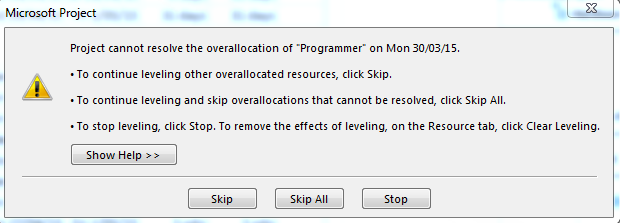 Microsoft Project
Project cannot resolve the overallocation of "Programmer" on Mon 30/03/15.
• To continue leveling other overallocated resources, click Skip.
• To continue leveling and skip overallocations that cannot be resolved, click Skip All.
• To stop leveling, click Stop. To remove the effects of leveling, on the Resource tab, click Clear Leveling.
Show Help >>
Skip Skip All Stop